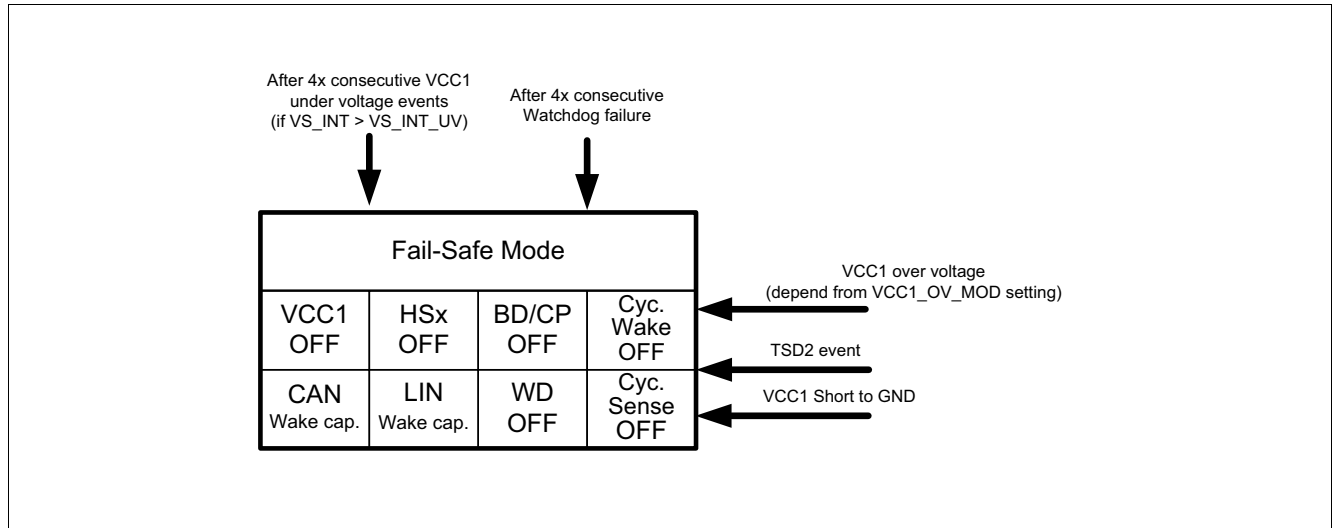 After 4x consecutive VCC1
under voltage events
(if VS_INT > VS_INT_UV)
After 4x consecutive
Watchdog failure
Fail-Safe Mode
VCC1
OFF
HSx
OFF
BD/CP
OFF
Cyc.
Wake
OFF
CAN
Wake cap.
LIN
Wake cap.
WD
OFF
Cyc.
Sense
OFF
VCC1 over voltage
(depend from VCC1_OV_MOD setting)
TSD2 event
VCC1 Short to GND